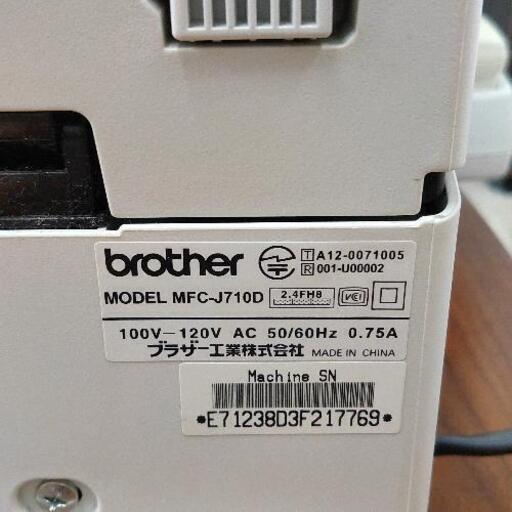 brother T A12-0071005
R 001-U00002
MODEL MFC-J710D 2.4FH8 VCI
100V-120V AC 50/60Hz 0.75A
ブラザー工業株式会社 MADE IN CHINA
Machine SN
*E71238D3F217769*